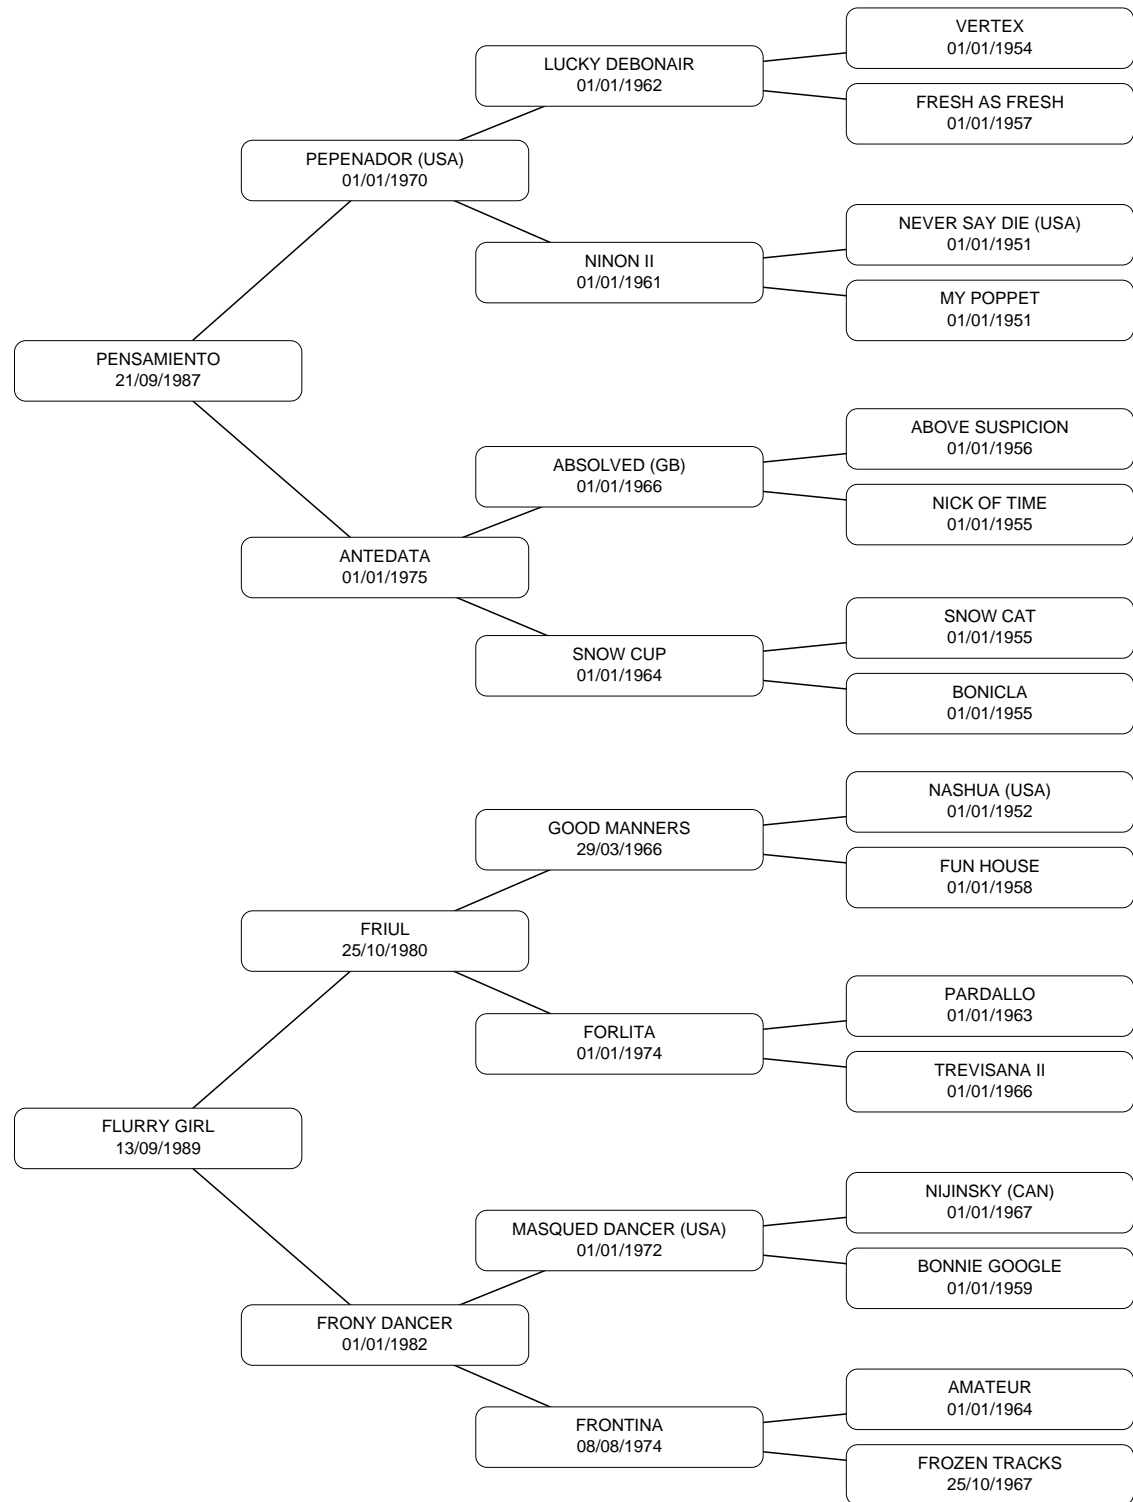 VERTEX
01/01/1954
LUCKY DEBONAIR
01/01/1962
FRESH AS FRESH
01/01/1957
PEPENADOR (USA)
01/01/1970
NEVER SAY DIE (USA)
01/01/1951
NINON II
01/01/1961
MY POPPET
01/01/1951
PENSAMIENTO
21/09/1987
ABOVE SUSPICION
01/01/1956
ABSOLVED (GB)
01/01/1966
NICK OF TIME
01/01/1955
ANTEDATA
01/01/1975
SNOW CAT
01/01/1955
SNOW CUP
01/01/1964
BONICLA
01/01/1955
NASHUA (USA)
01/01/1952
GOOD MANNERS
29/03/1966
FUN HOUSE
01/01/1958
FRIUL
25/10/1980
PARDALLO
01/01/1963
FORLITA
01/01/1974
TREVISANA II
01/01/1966
FLURRY GIRL
13/09/1989
NIJINSKY (CAN)
01/01/1967
MASQUED DANCER (USA)
01/01/1972
BONNIE GOOGLE
01/01/1959
FRONY DANCER
01/01/1982
AMATEUR
01/01/1964
FRONTINA
08/08/1974
FROZEN TRACKS
25/10/1967